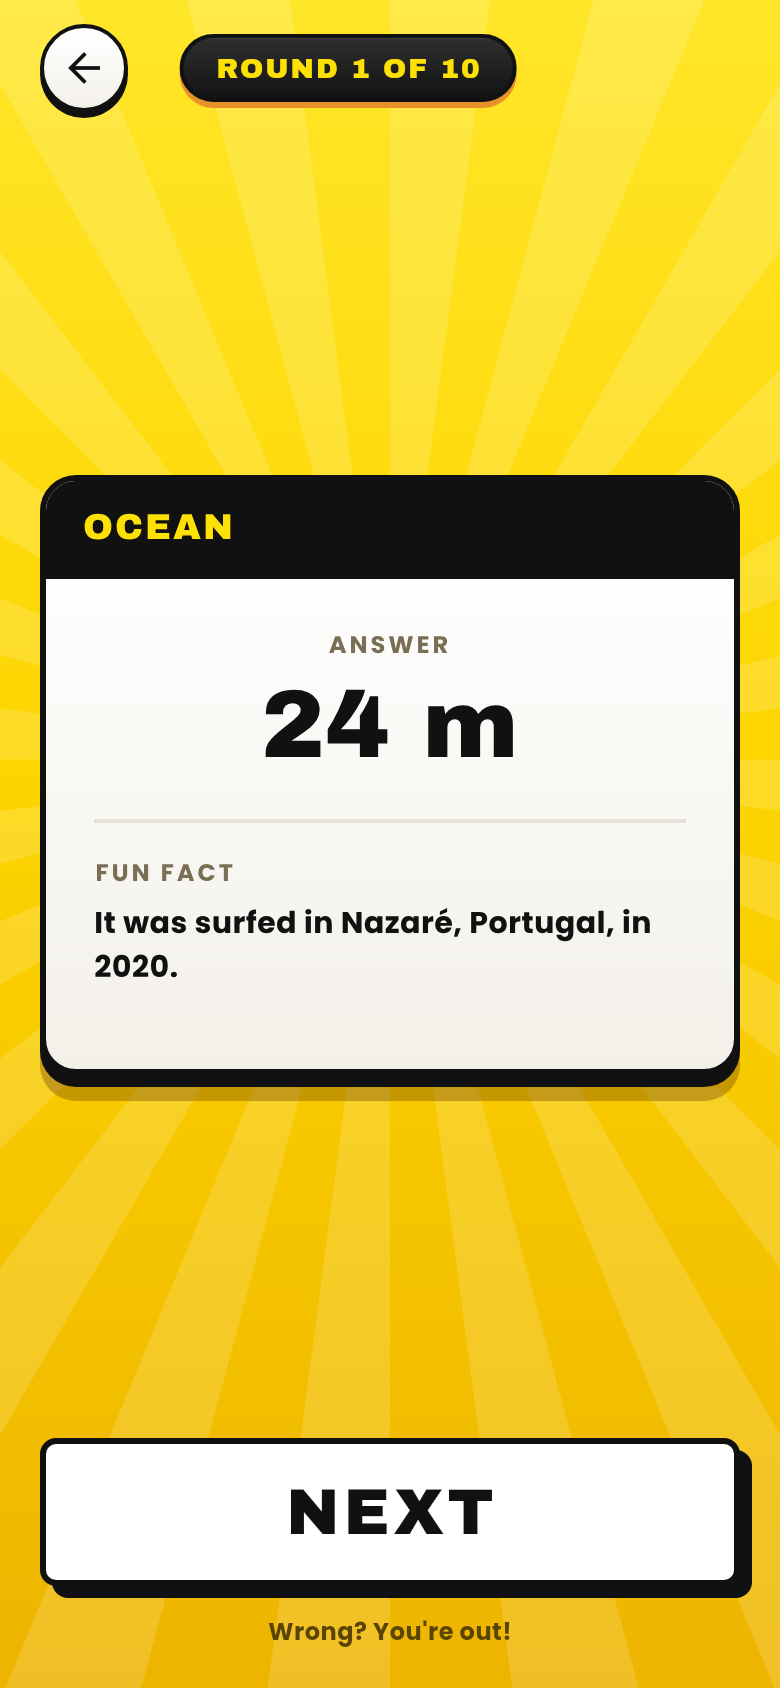 ROUND 1 OF 10
OCEAN
ANSWER
24 m
FUN FACT
It was surfed in Nazaré, Portugal, in
2020.
NEXT
Wrong? You're out!